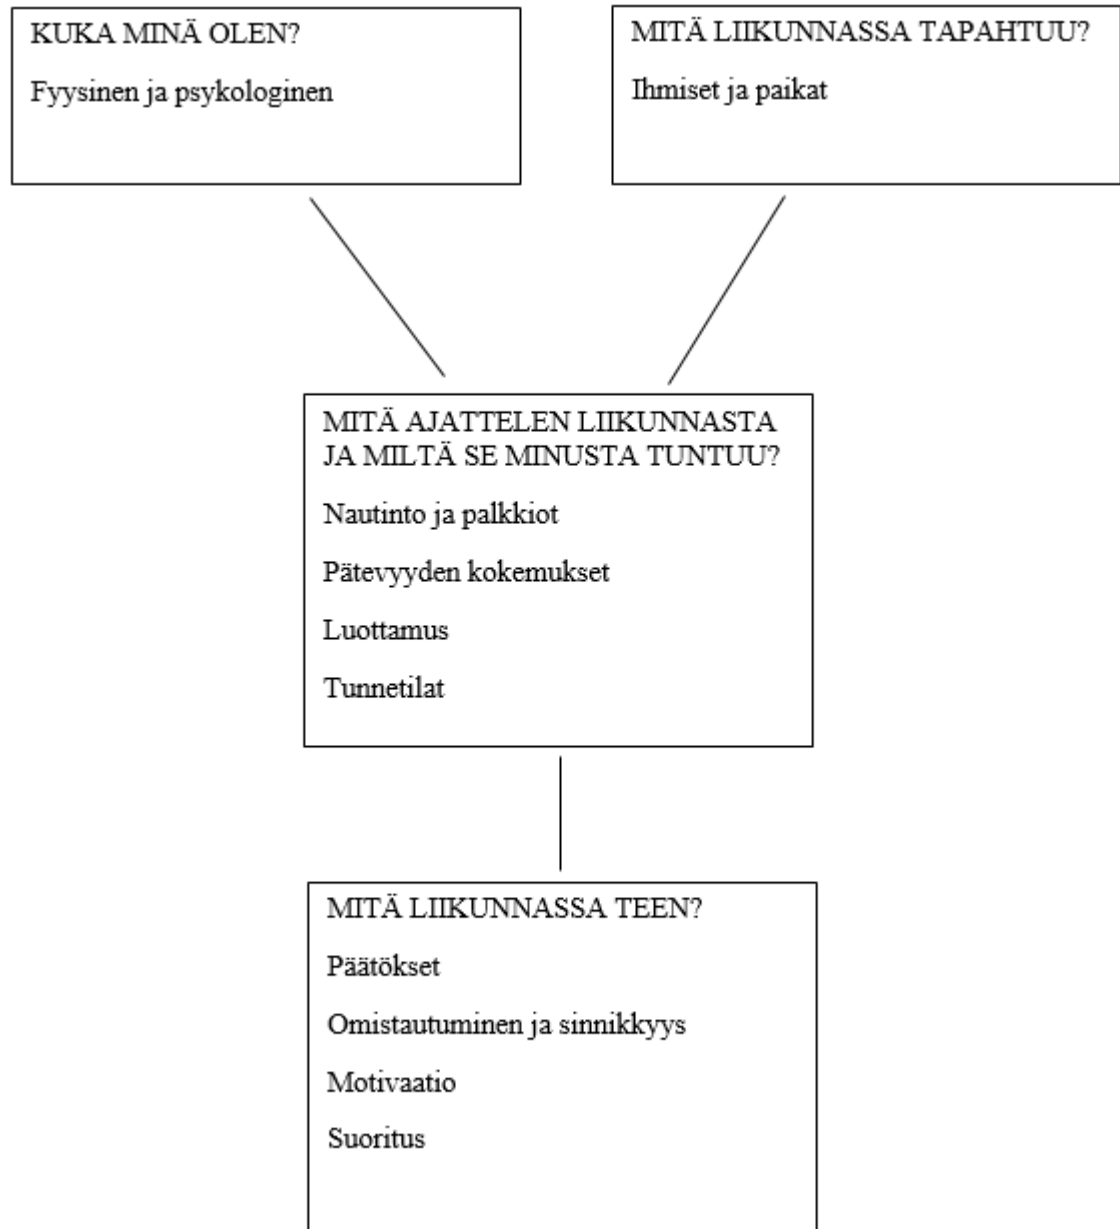 KUKA MINÄ OLEN?
Fyysinen ja psykologinen
MITÄ LIIKUNNASSA TAPAHTUU?
Ihmiset ja paikat
MITÄ AJATTELEN LIIKUNNASTA
JA MILTÄ SE MINUSTA TUNTUU?
Nautinto ja palkkiot
Pätevyyden kokemukset
Luottamus
Tunnetilat
MITÄ LIIKUNNASSA TEEN?
Päätökset
Omistautuminen ja sinnikkyys
Motivaatio
Suoritus